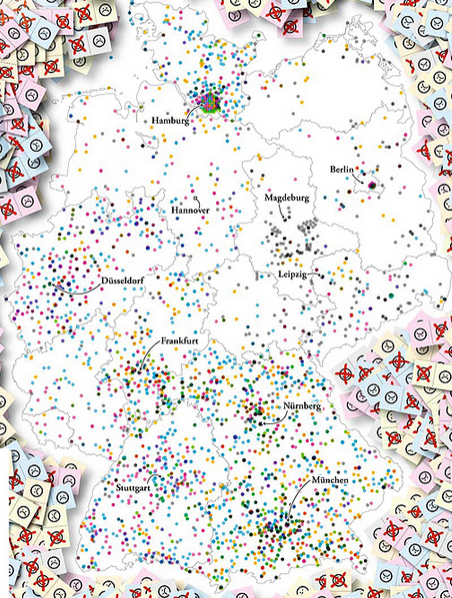 Hamburg
Berlin
Magdeburg
Hannover
Leipzig
Düsseldorf
Frankfurt
Nürnberg
Stuttgart
München